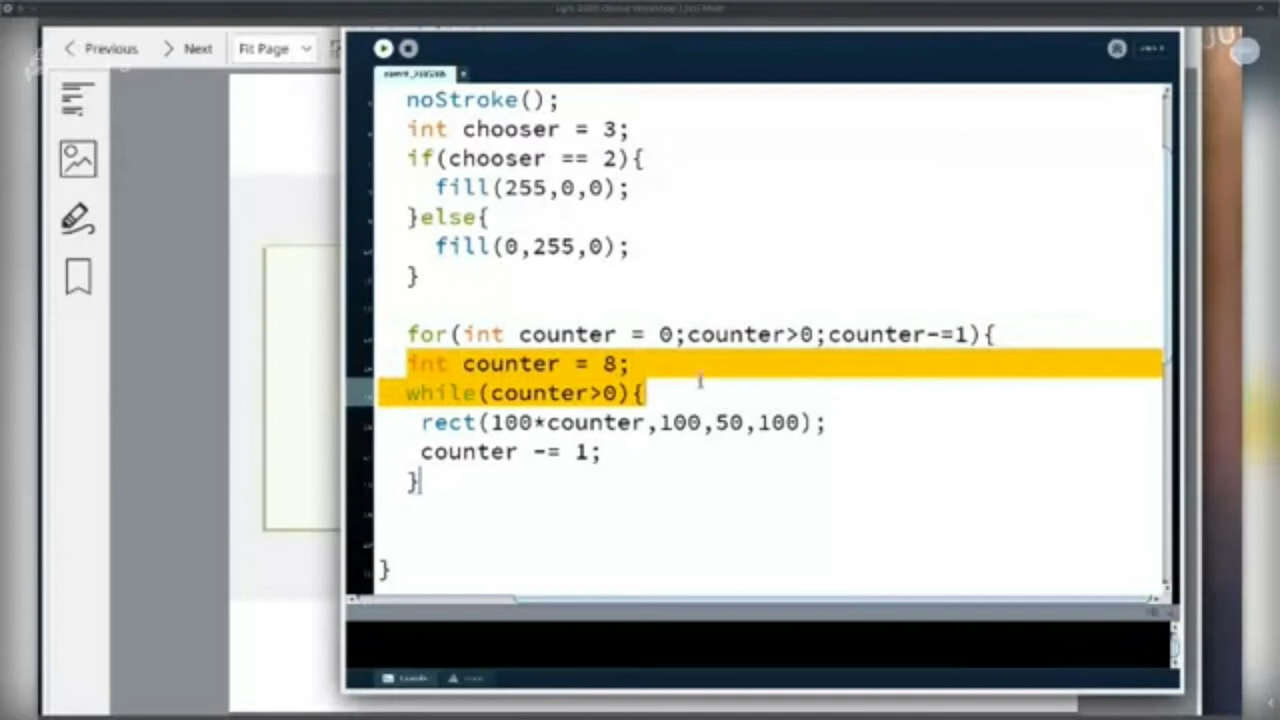 Previous
Next
Fit Page
noStroke();
int chooser = 3;
if(chooser == 2){
fill(255,0,0);
}else{
fill(0,255,0);
}
for(int counter = 0;counter>0;counter-=1){
int counter = 8;
while(counter>0){
rect(100*counter,100,50,100);
counter -= 1;
}
}